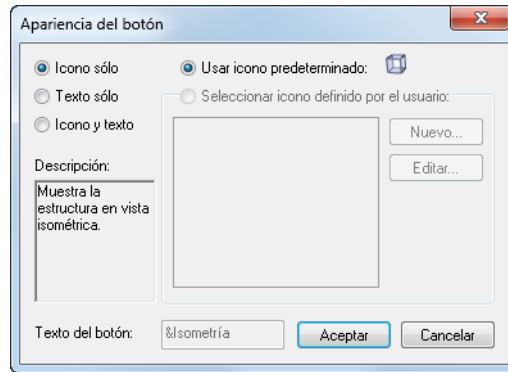 Apariencia del botón
Icono sólo
Usar icono predeterminado:
Texto sólo
Seleccionar icono definido por el usuario:
Icono y texto
Nuevo...
Descripción:
Editar...
Muestra la
estructura en vista
isométrica.
Texto del botón:
&Isometría
Aceptar
Cancelar